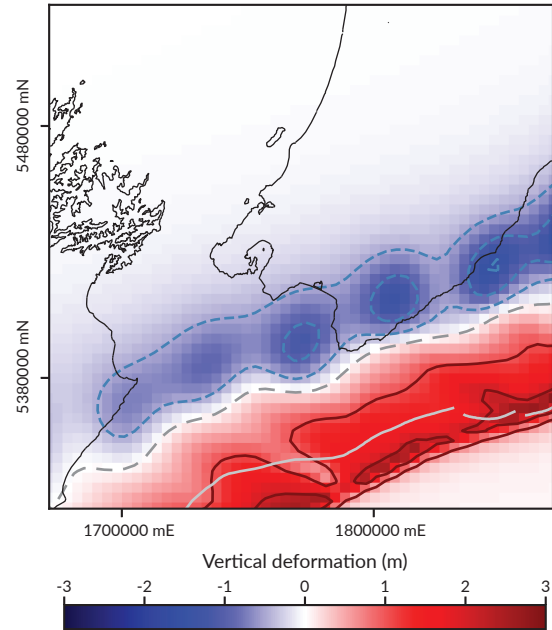 5480000 mN
5380000 mN
1700000 mE
1800000 mE
Vertical deformation (m)
-3
-2
-1
0
1
2
3